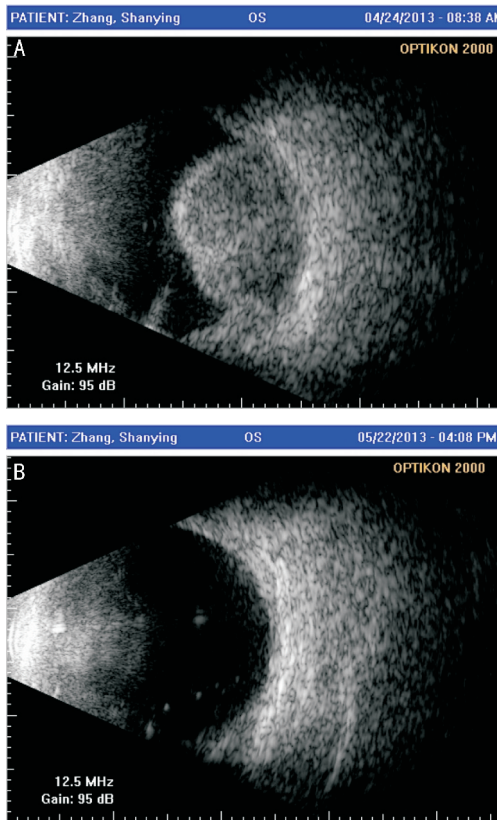 PATIENT: Zhang, Shanying OS 04/24/2013 - 08:38 AM
A
OPTIKON 2000
12.5 MHz
Gain: 95 dB
PATIENT: Zhang, Shanying OS 05/22/2013 - 04:08 PM
B
OPTIKON 2000
12.5 MHz
Gain: 95 dB